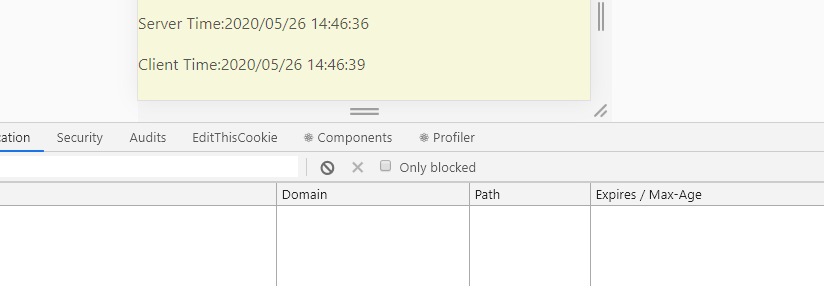 Server Time:2020/05/26 14:46:36
Client Time:2020/05/26 14:46:39
cation Security Audits EditThisCookie ⚛ Components ⚛ Profiler
Only blocked
Domain Path Expires / Max-Age